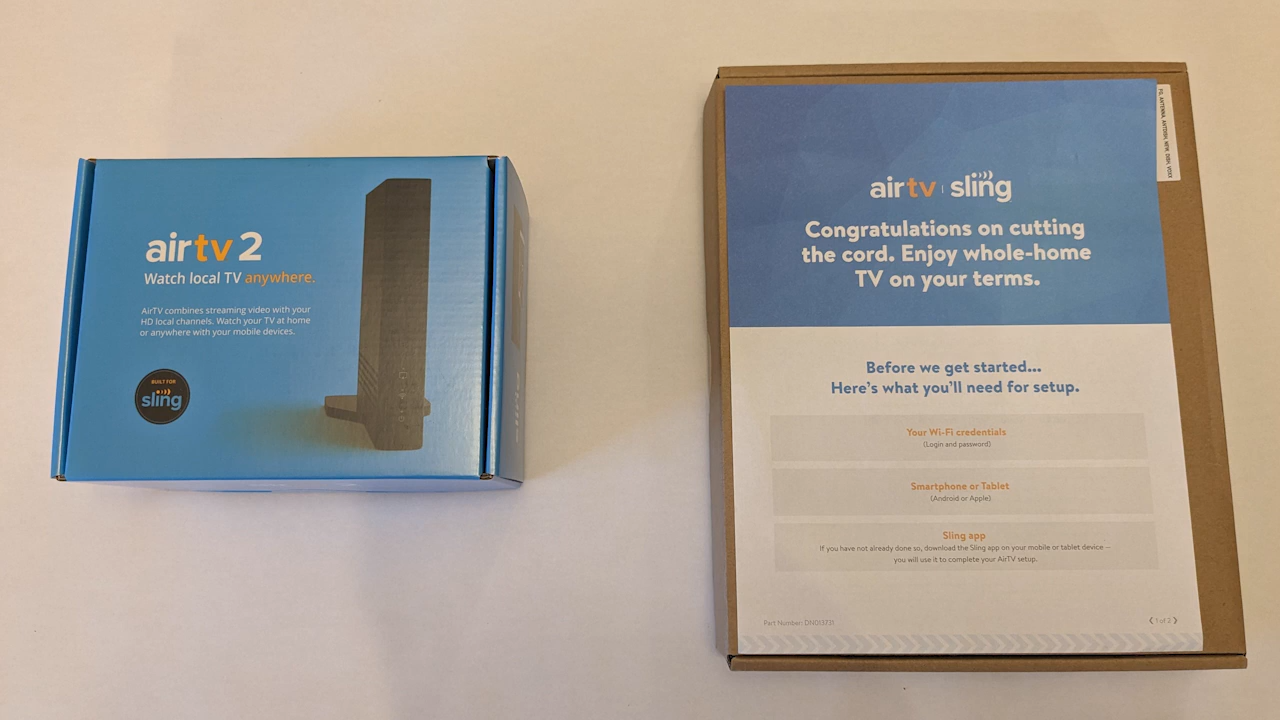 airtv 2
Watch local TV anywhere.
AirTV combines streaming video with your
HD local channels. Watch your TV at home
or anywhere with your mobile devices.
BUILT FOR
sling
airtv | sling
Congratulations on cutting
the cord. Enjoy whole-home
TV on your terms.
Before we get started...
Here's what you'll need for setup.
Your Wi-Fi credentials
(Login and password)
Smartphone or Tablet
(Android or Apple)
Sling app
If you have not already done so, download the Sling app on your mobile or tablet device –
you will use it to complete your AirTV setup.
Part Number: DN013731
❮ 1 of 2 ❯